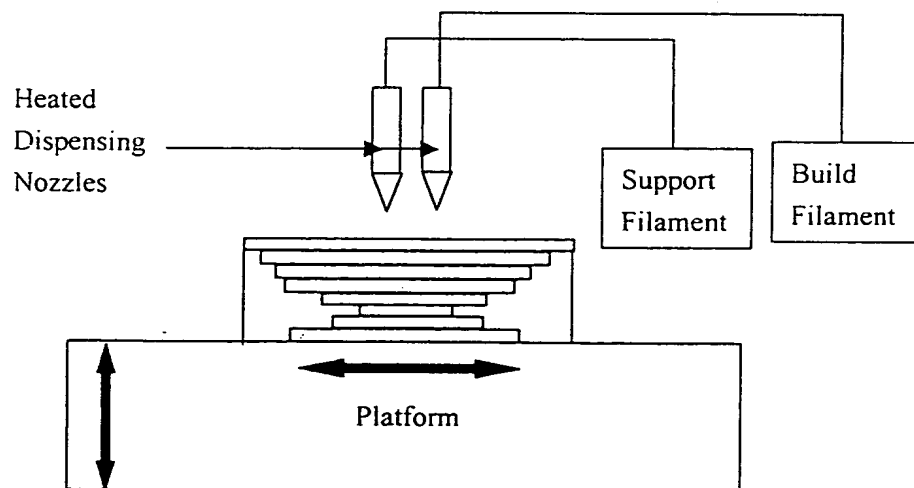 Heated
Dispensing
Nozzles
Support
Filament
Build
Filament
Platform